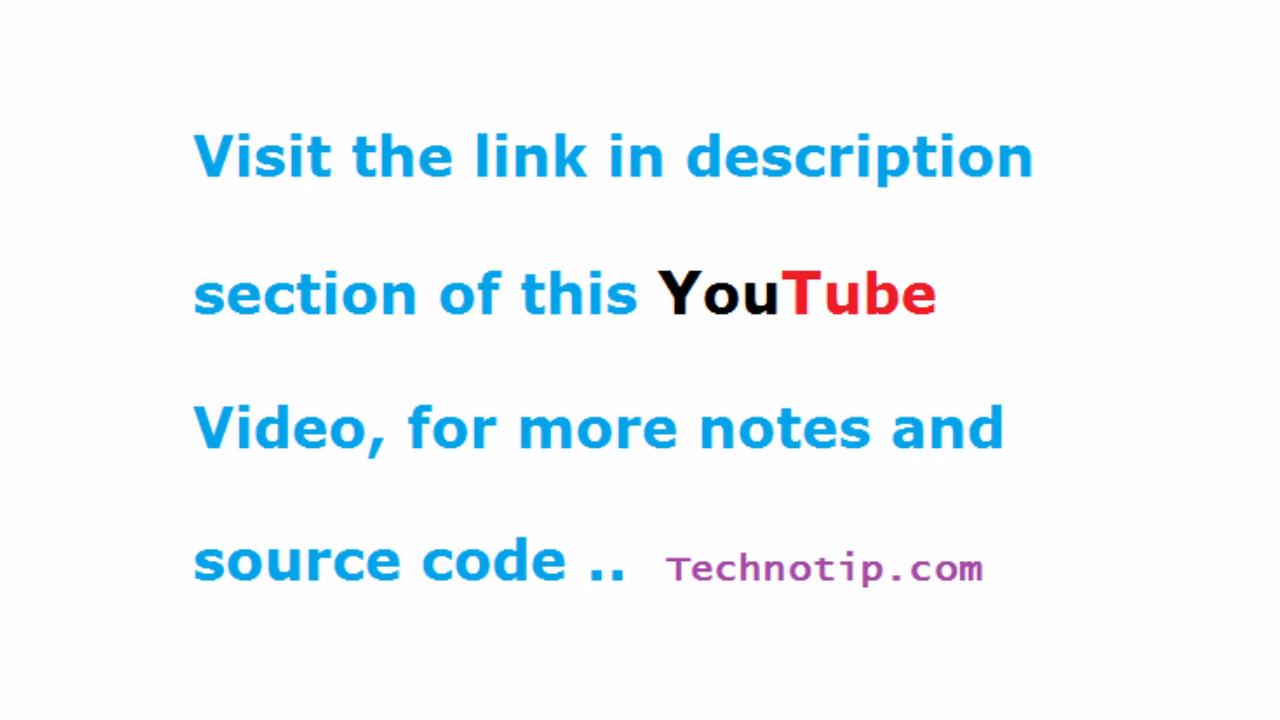 Visit the link in description
section of this YouTube
Video, for more notes and
source code .. Technotip.com